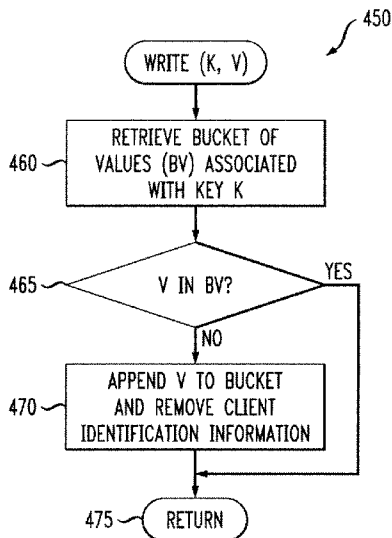 450
WRITE (K, V)
RETRIEVE BUCKET OF
VALUES (BV) ASSOCIATED
WITH KEY K
460
V IN BV?
465
YES
NO
APPEND V TO BUCKET
AND REMOVE CLIENT
IDENTIFICATION INFORMATION
470
RETURN
475